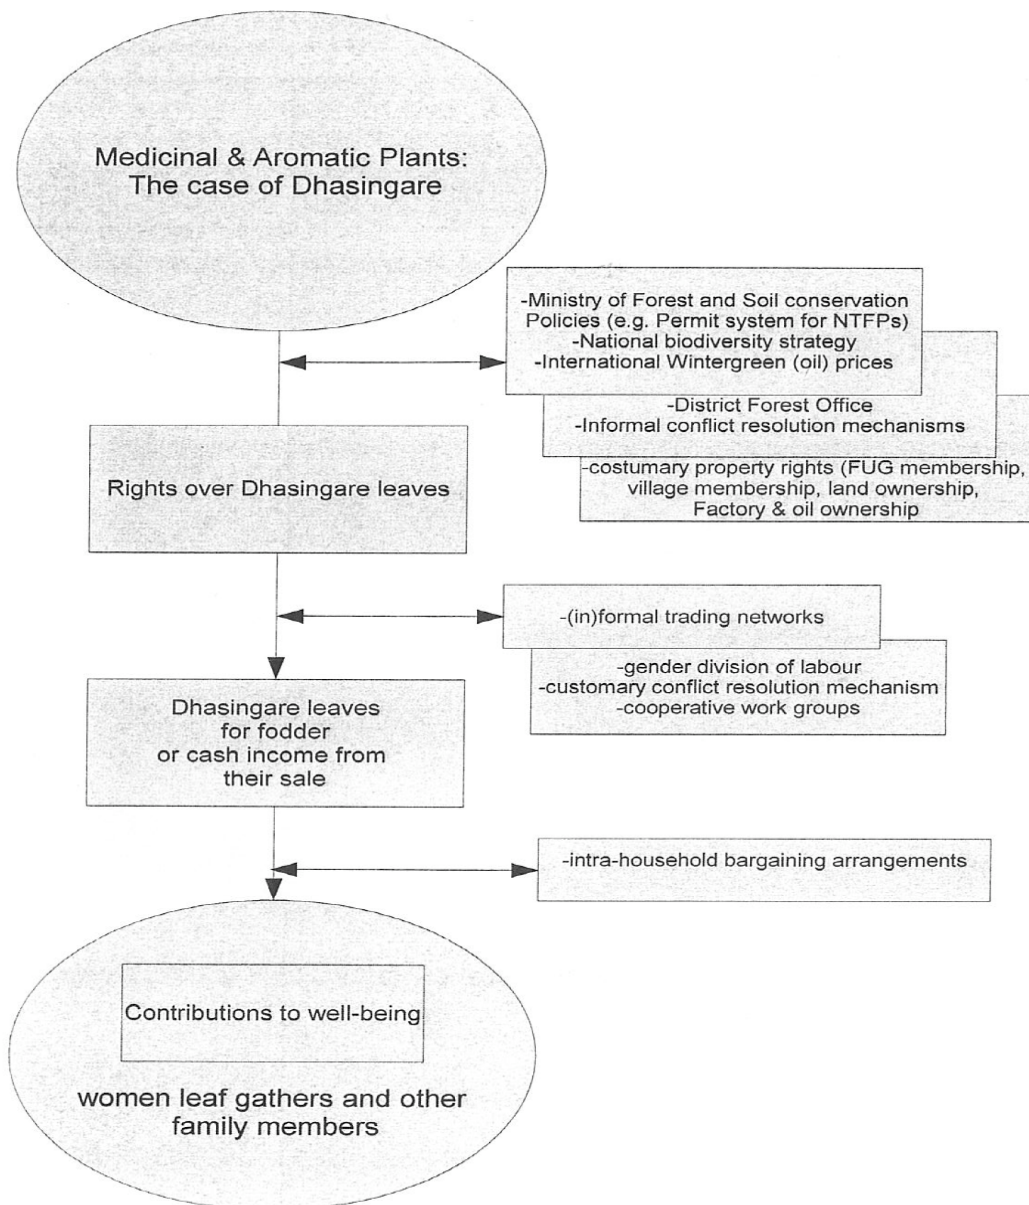 Medicinal & Aromatic Plants:
The case of Dhasingare
-Ministry of Forest and Soil conservation
Policies (e.g. Permit system for NTFPs)
-National biodiversity strategy
-International Wintergreen (oil) prices
-District Forest Office
-Informal conflict resolution mechanisms
-costumary property rights (FUG membership,
village membership, land ownership,
Factory & oil ownership
Rights over Dhasingare leaves
-(in)formal trading networks
-gender division of labour
-customary conflict resolution mechanism
-cooperative work groups
Dhasingare leaves
for fodder
or cash income from
their sale
-intra-household bargaining arrangements
Contributions to well-being
women leaf gathers and other
family members